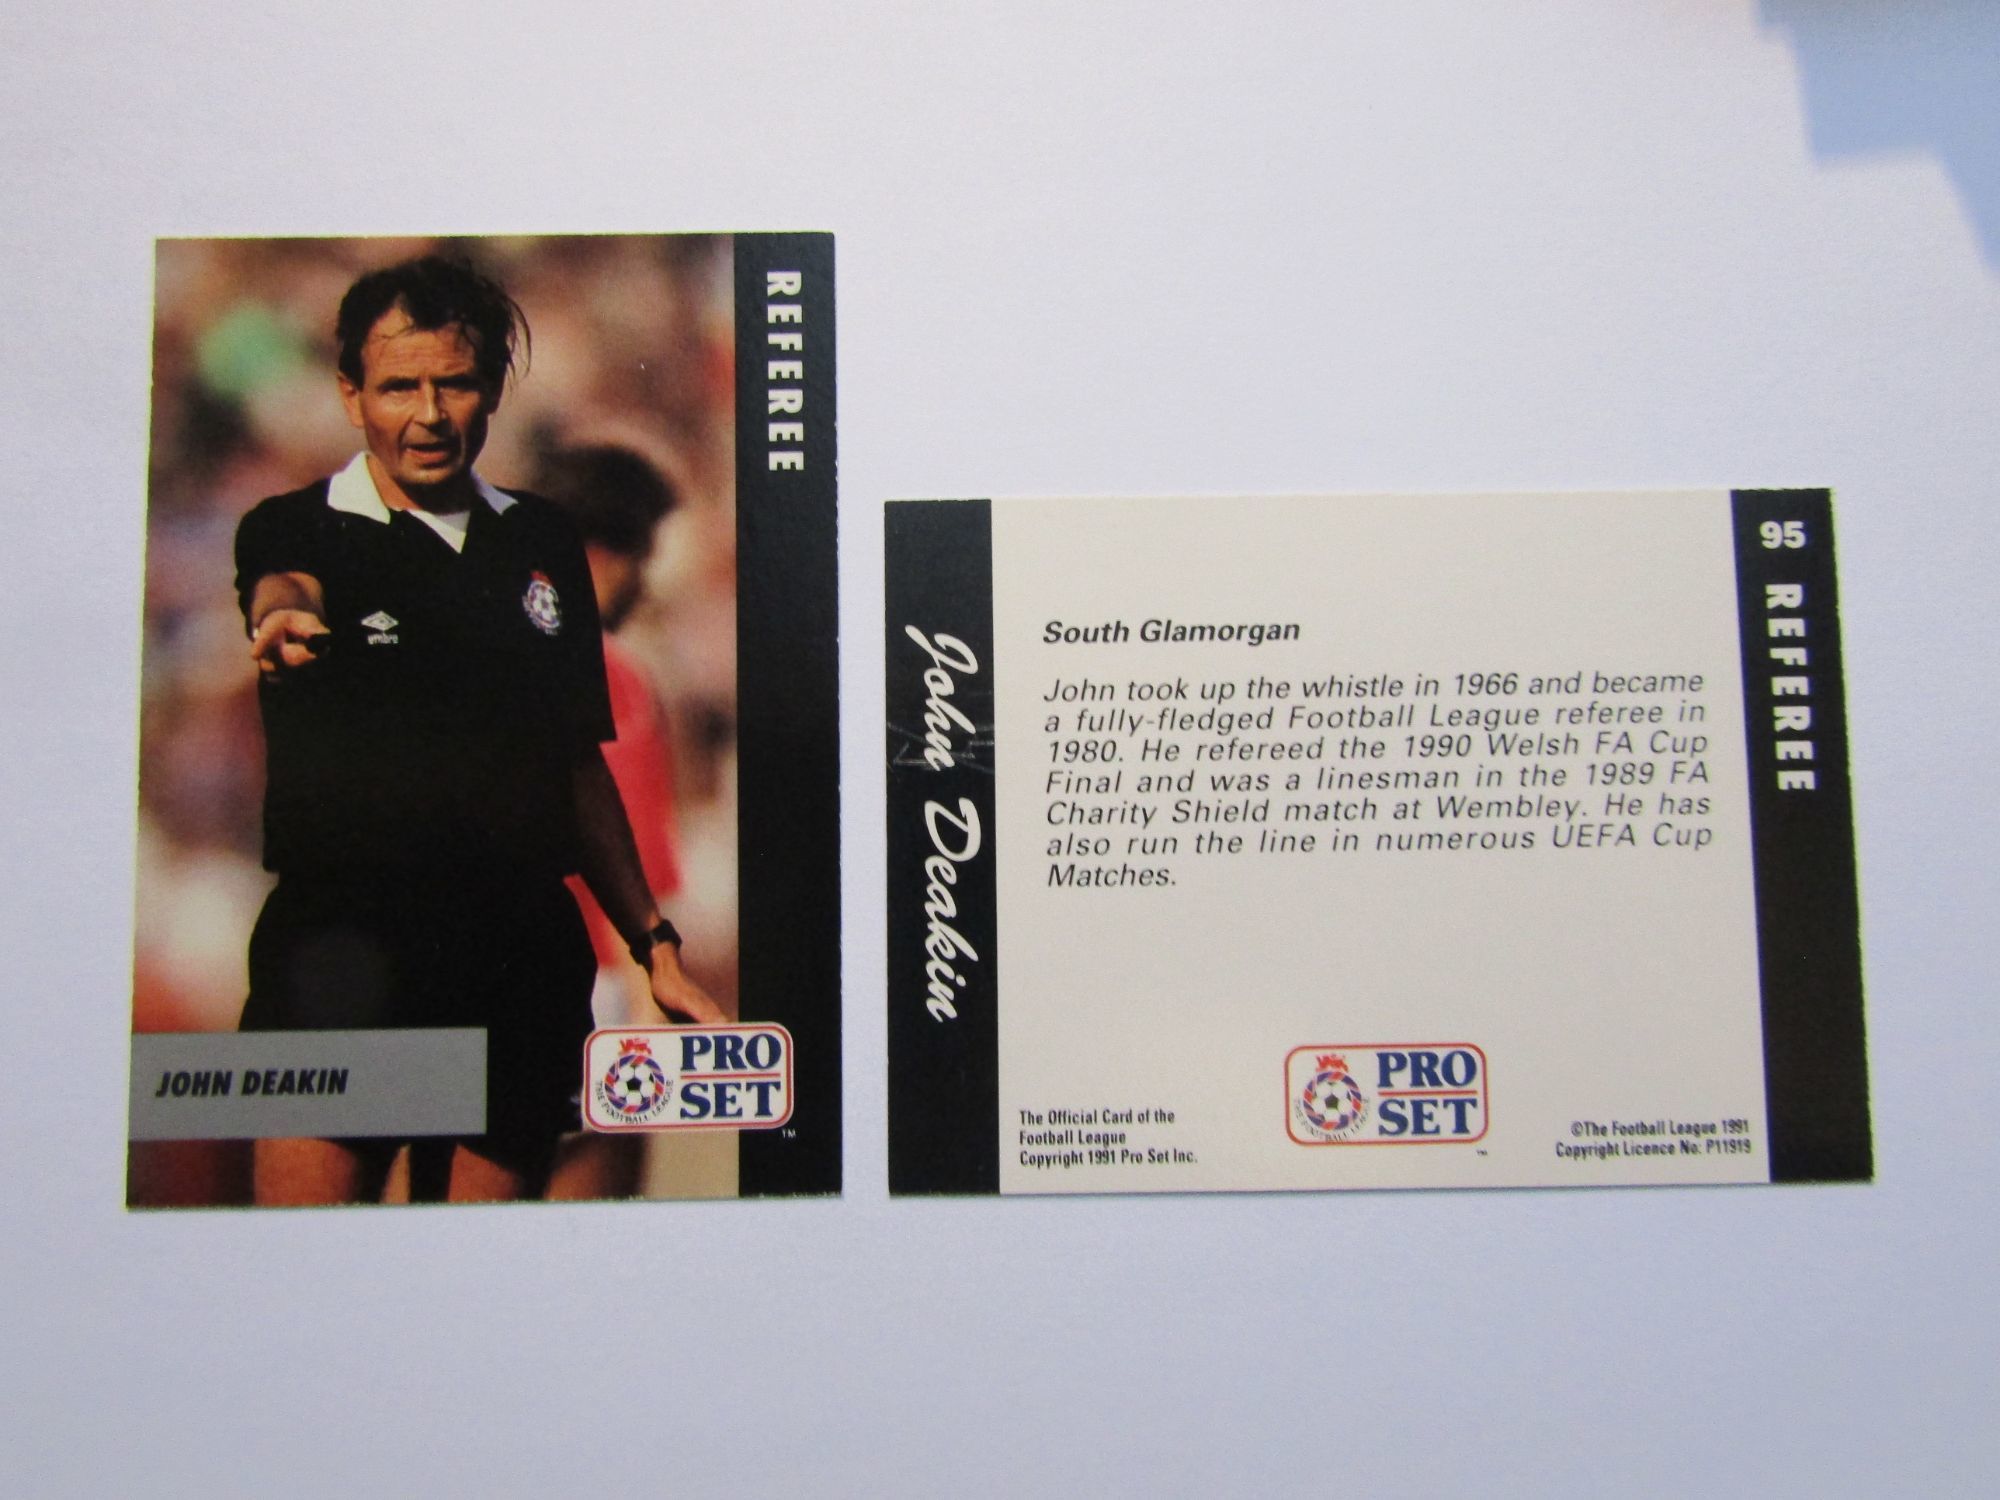 REFEREE
umbro
JOHN DEAKIN
THE FOOTBALL LEAGUE
PRO
SET
TM
John Deakin
South Glamorgan
John took up the whistle in 1966 and became
a fully-fledged Football League referee in
1980. He refereed the 1990 Welsh FA Cup
Final and was a linesman in the 1989 FA
Charity Shield match at Wembley. He has
also run the line in numerous UEFA Cup
Matches.
The Official Card of the
Football League
Copyright 1991 Pro Set Inc.
THE FOOTBALL LEAGUE
PRO
SET
TM
©The Football League 1991
Copyright Licence No: P11919
95
REFEREE